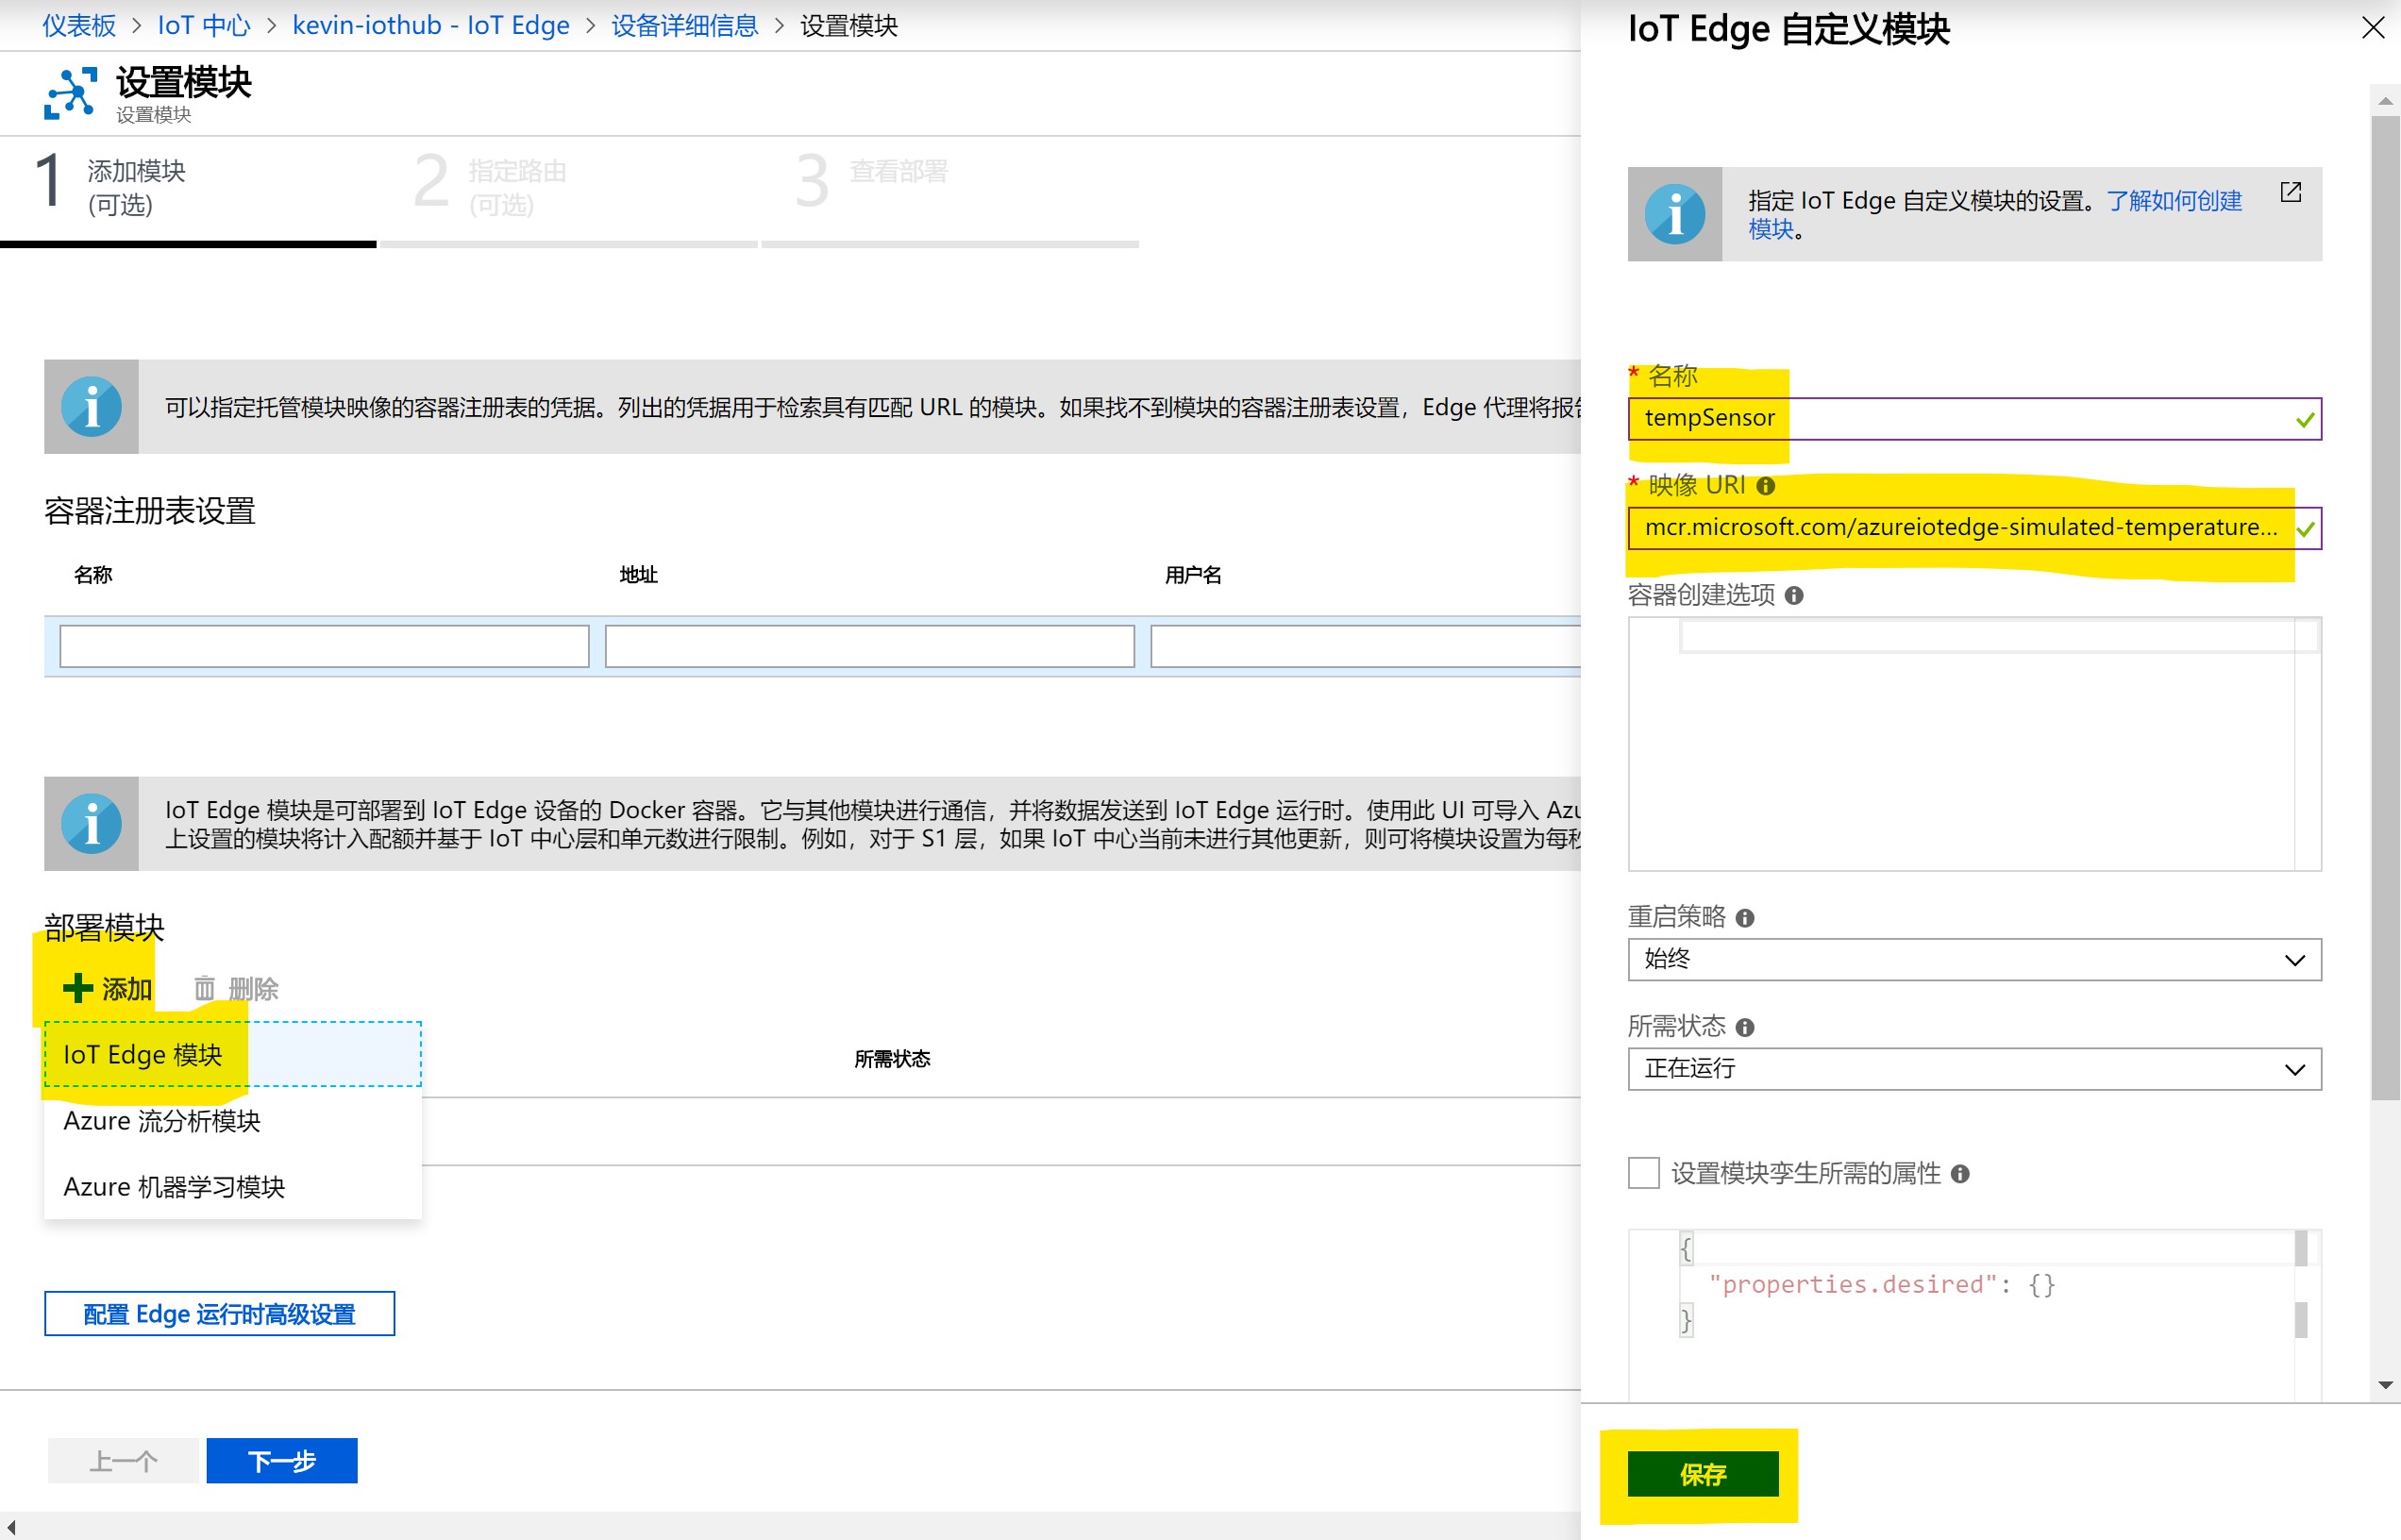 仪表板 > IoT 中心 > kevin-iothub - IoT Edge > 设备详细信息 > 设置模块
设置模块
设置模块
1 添加模块
(可选)
2 指定路由
(可选)
3 查看部署
可以指定托管模块映像的容器注册表的凭据。列出的凭据用于检索具有匹配 URL 的模块。如果找不到模块的容器注册表设置，Edge 代理将报
容器注册表设置
名称 地址 用户名
IoT Edge 模块是可部署到 IoT Edge 设备的 Docker 容器。它与其他模块进行通信，并将数据发送到 IoT Edge 运行时。使用此 UI 可导入 Azu
上设置的模块将计入配额并基于 IoT 中心层和单元数进行限制。例如，对于 S1 层，如果 IoT 中心当前未进行其他更新，则可将模块设置为每
部署模块
添加 删除
所需状态
IoT Edge 模块
Azure 流分析模块
Azure 机器学习模块
配置 Edge 运行时高级设置
上一个 下一步
IoT Edge 自定义模块
指定 IoT Edge 自定义模块的设置。了解如何创建
模块。
* 名称
tempSensor
* 映像 URI
mcr.microsoft.com/azureiotedge-simulated-temperature...
容器创建选项
重启策略
始终
所需状态
正在运行
设置模块孪生所需的属性
{
"properties.desired": {}
}
保存